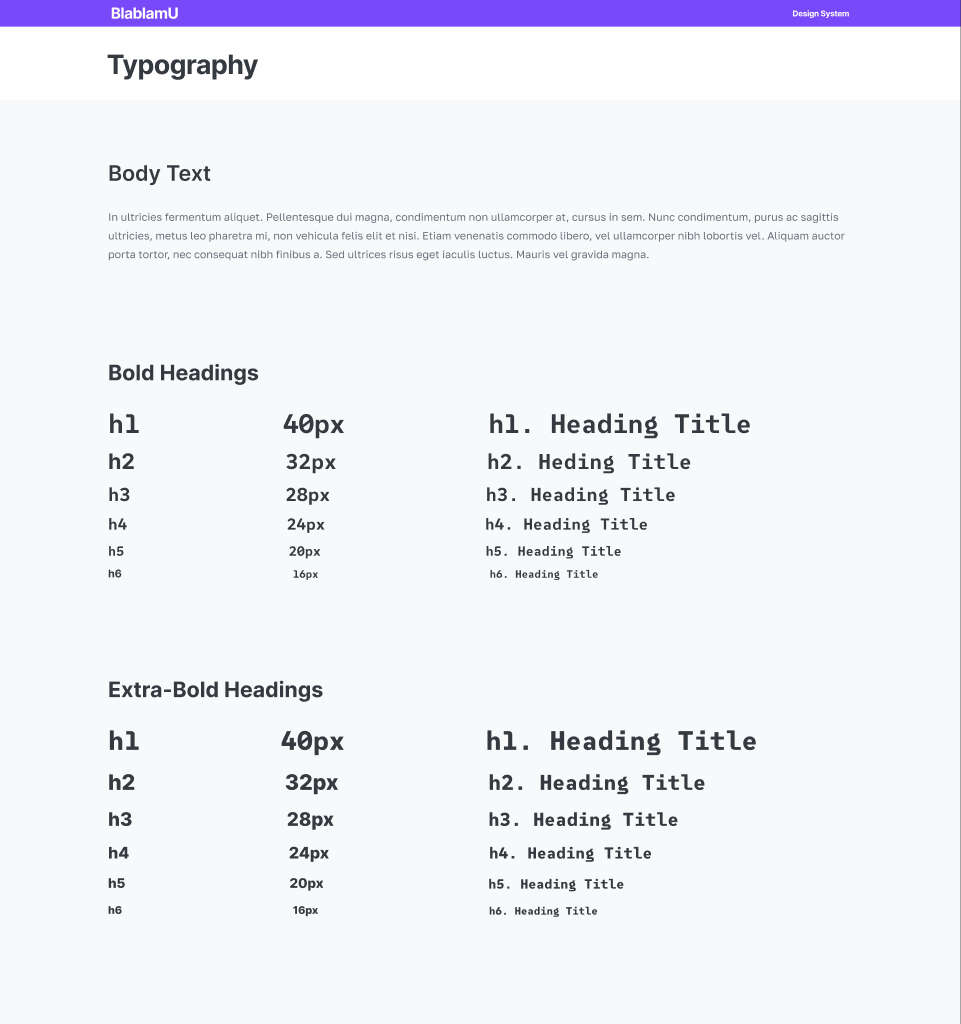 BlablamU Design System
Typography
Body Text
In ultricies fermentum aliquet. Pellentesque dui magna, condimentum non ullamcorper at, cursus in sem. Nunc condimentum, purus ac sagittis
ultricies, metus leo pharetra mi, non vehicula felis elit et nisi. Etiam venenatis commodo libero, vel ullamcorper nibh lobortis vel. Aliquam auctor
porta tortor, nec consequat nibh finibus a. Sed ultrices risus eget iaculis luctus. Mauris vel gravida magna.
Bold Headings
h1 40px h1. Heading Title
h2 32px h2. Heding Title
h3 28px h3. Heading Title
h4 24px h4. Heading Title
h5 20px h5. Heading Title
h6 16px h6. Heading Title
Extra-Bold Headings
h1 40px h1. Heading Title
h2 32px h2. Heading Title
h3 28px h3. Heading Title
h4 24px h4. Heading Title
h5 20px h5. Heading Title
h6 16px h6. Heading Title